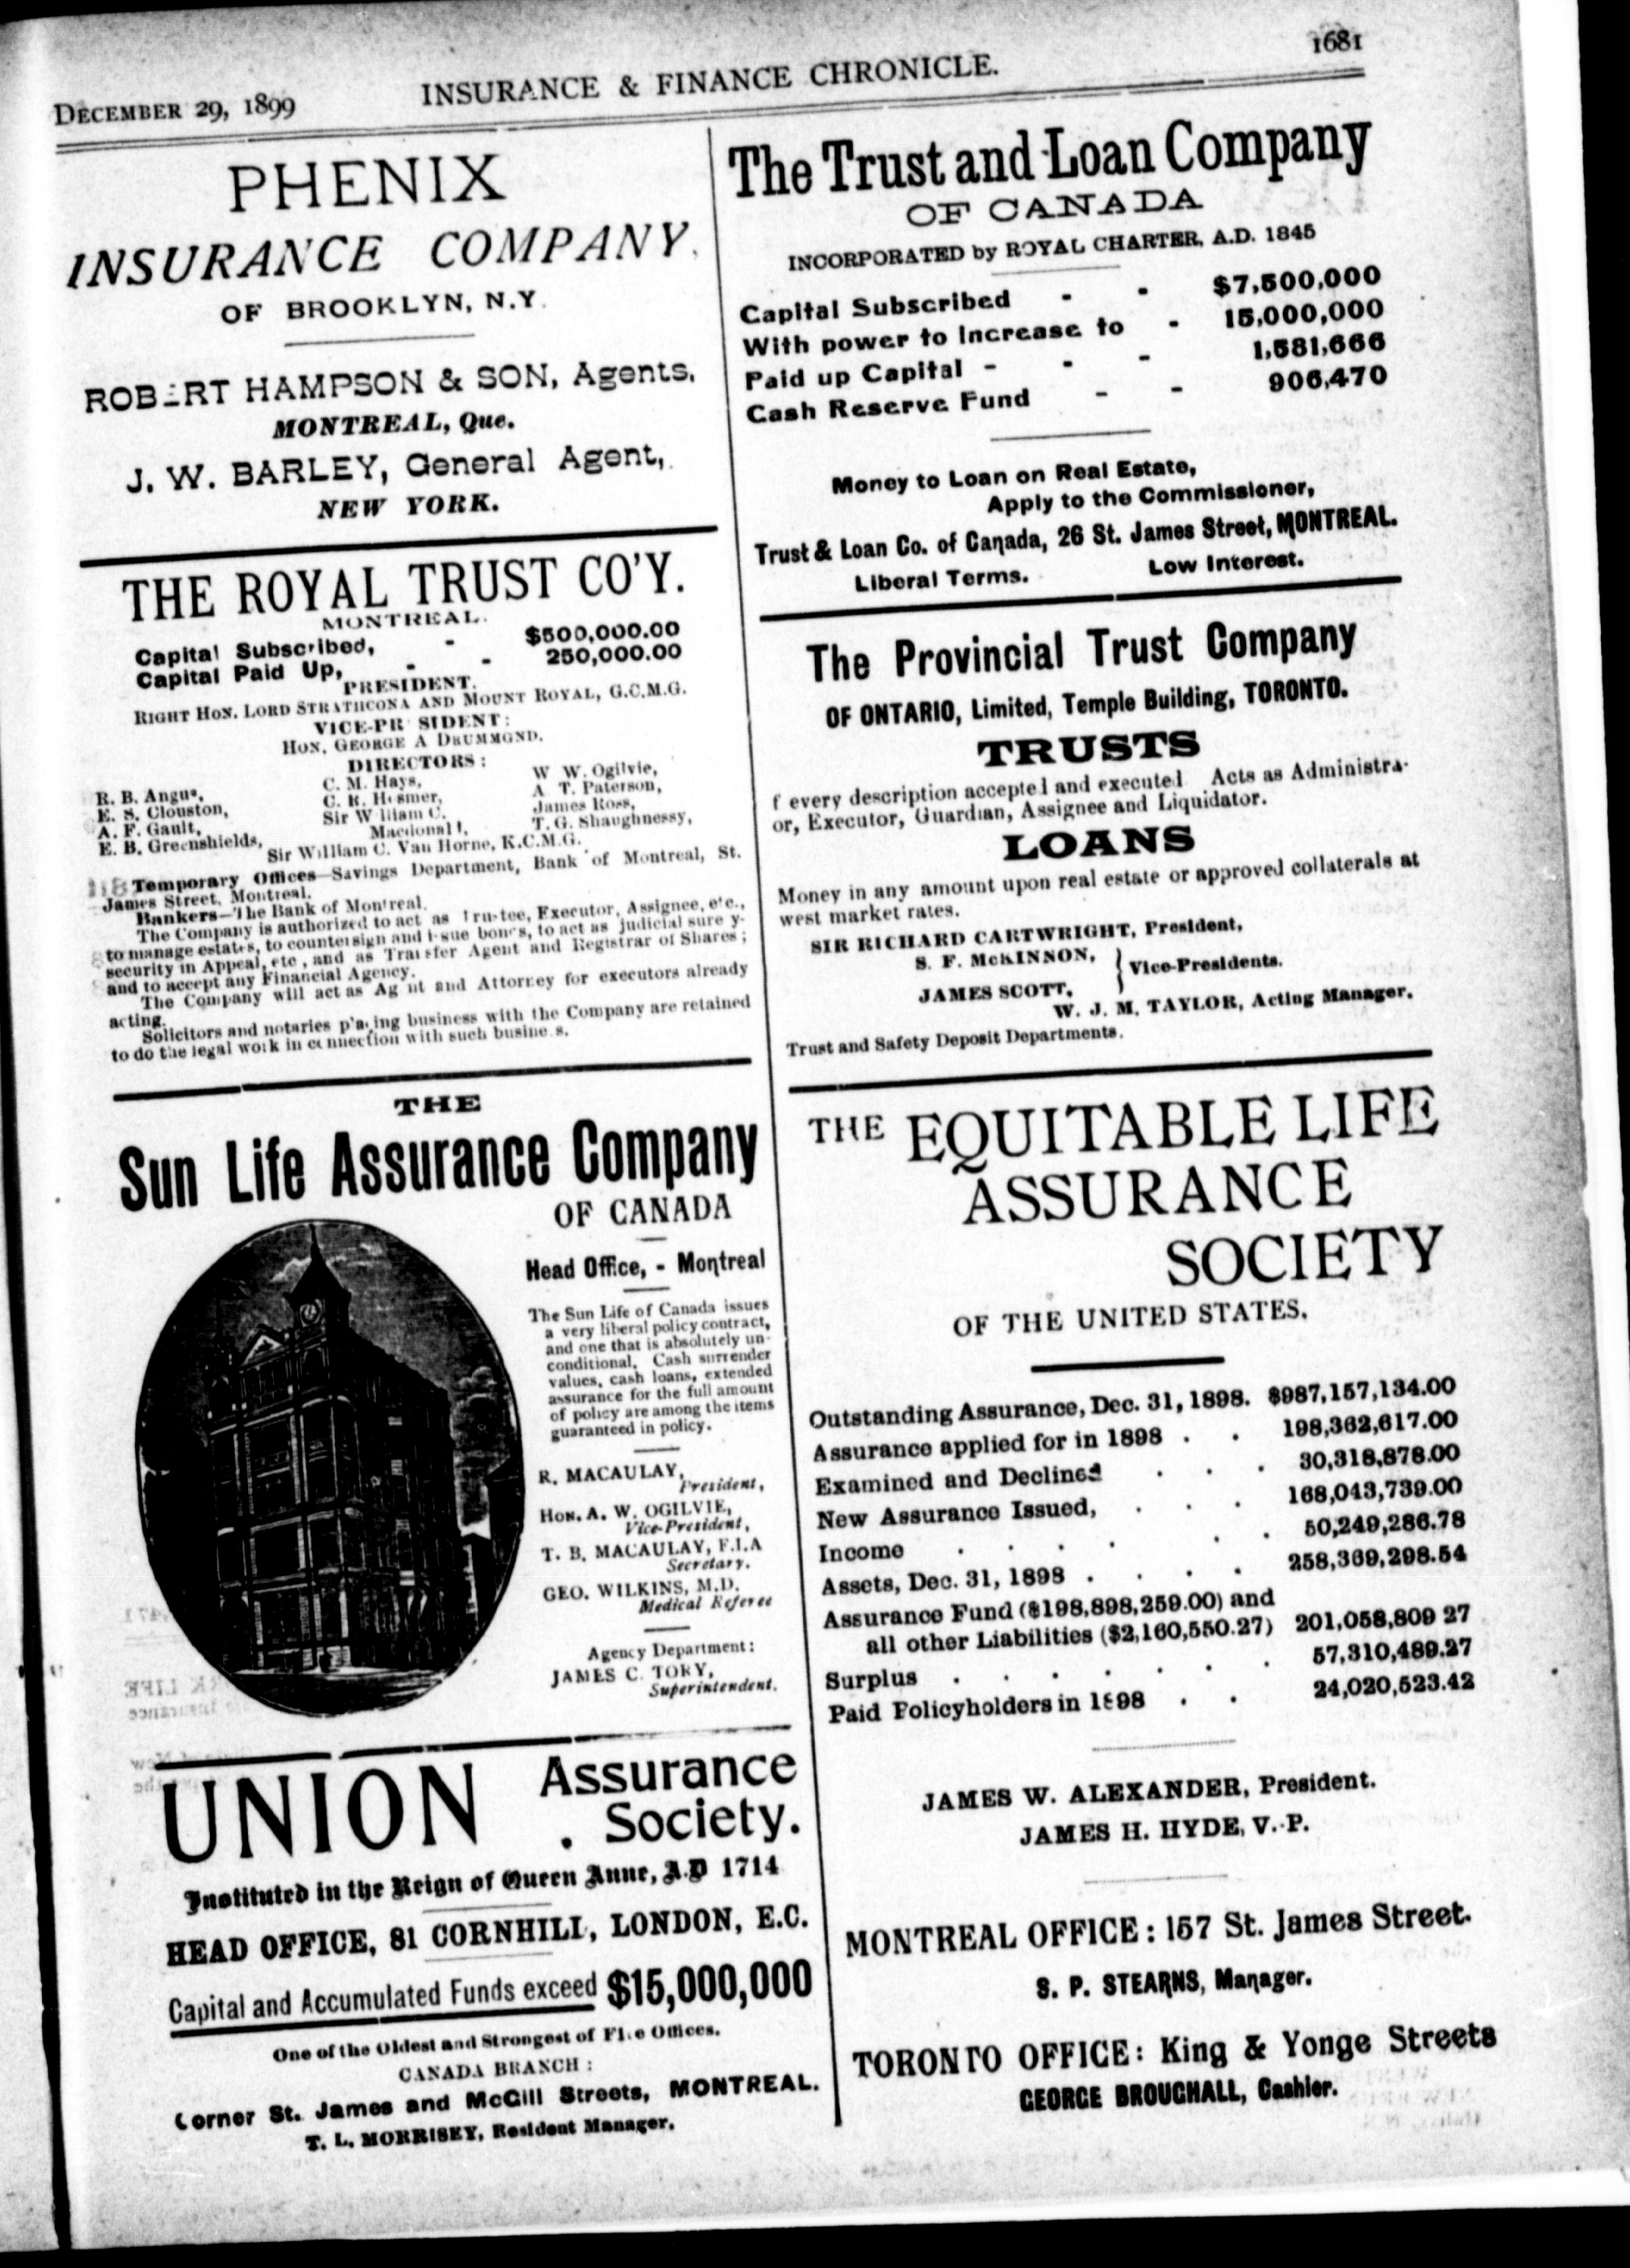 DECEMBER 29, 1899
INSURANCE & FINANCE CHRONICLE.
1681
PHENIX
INSURANCE COMPANY,
OF BROOKLYN, N.Y.
ROBERT HAMPSON & SON, Agents,
MONTREAL, Que.
J. W. BARLEY, General Agent,
NEW YORK.
THE ROYAL TRUST CO'Y.
MONTREAL.
Capital Subscribed, - $500,000.00
Capital Paid Up, - - 250,000.00
PRESIDENT.
RIGHT HON. LORD STRATHCONA AND MOUNT ROYAL, G.C.M.G.
VICE-PR SIDENT:
HON. GEORGE A DRUMMOND.
DIRECTORS:
R. B. Angus, C. M. Hays, W W. Ogilvie,
E. S. Clouston, C. R. Hosmer, A T. Paterson,
A. F. Gault, Sir William C. James Ross,
E. B. Greenshields, Macdonald, T. G. Shaughnessy,
Sir William C. Van Horne, K.C.M.G.
Temporary Offices—Savings Department, Bank of Montreal, St.
James Street, Montreal.
Bankers—The Bank of Montreal.
The Company is authorized to act as Trustee, Executor, Assignee, etc.,
to manage estates, to countersign and issue bonds, to act as judicial surety
security in Appeal, etc, and as Transfer Agent and Registrar of Shares;
and to accept any Financial Agency.
The Company will act as Agent and Attorney for executors already
acting.
Solicitors and notaries placing business with the Company are retained
to do the legal work in connection with such business.
THE
Sun Life Assurance Company
OF CANADA
Head Office, - Montreal
The Sun Life of Canada issues
a very liberal policy contract,
and one that is absolutely un-
conditional. Cash surrender
values, cash loans, extended
assurance for the full amount
of policy are among the items
guaranteed in policy.
R. MACAULAY,
President,
HON. A. W. OGILVIE,
Vice-President,
T. B. MACAULAY, F.I.A
Secretary.
GEO. WILKINS, M.D.
Medical Referee
Agency Department:
JAMES C. TORY,
Superintendent.
UNION Assurance
. Society.
Instituted in the Reign of Queen Anne, A.D 1714
HEAD OFFICE, 81 CORNHILL, LONDON, E.C.
Capital and Accumulated Funds exceed $15,000,000
One of the Oldest and Strongest of Fire Offices.
CANADA BRANCH:
Corner St. James and McGill Streets, MONTREAL.
T. L. MORRISEY, Resident Manager.
The Trust and Loan Company
OF CANADA
INCORPORATED by ROYAL CHARTER, A.D. 1845
Capital Subscribed - - $7,500,000
With power to increase to - 15,000,000
Paid up Capital - - - 1,581,666
Cash Reserve Fund - - 906,470
Money to Loan on Real Estate,
Apply to the Commissioner,
Trust & Loan Co. of Canada, 26 St. James Street, MONTREAL.
Liberal Terms. Low Interest.
The Provincial Trust Company
OF ONTARIO, Limited, Temple Building, TORONTO.
TRUSTS
f every description accepted and executed Acts as Administra-
or, Executor, Guardian, Assignee and Liquidator.
LOANS
Money in any amount upon real estate or approved collaterals at
west market rates.
SIR RICHARD CARTWRIGHT, President,
S. F. McKINNON,
JAMES SCOTT, } Vice-Presidents.
W. J. M. TAYLOR, Acting Manager.
Trust and Safety Deposit Departments.
THE EQUITABLE LIFE
ASSURANCE
SOCIETY
OF THE UNITED STATES.
Outstanding Assurance, Dec. 31, 1898. $987,157,134.00
Assurance applied for in 1898 . . 198,362,617.00
Examined and Declined . . . 30,318,878.00
New Assurance Issued, . . . 168,043,739.00
Income . . . . . . 50,249,286.78
Assets, Dec. 31, 1898 . . . . 258,369,298.54
Assurance Fund ($198,898,259.00) and
all other Liabilities ($2,160,550.27) 201,058,809 27
Surplus . . . . . . . 57,310,489.27
Paid Policyholders in 1898 . . 24,020,523.42
JAMES W. ALEXANDER, President.
JAMES H. HYDE, V.-P.
MONTREAL OFFICE: 157 St. James Street.
S. P. STEARNS, Manager.
TORONTO OFFICE: King & Yonge Streets
GEORGE BROUGHALL, Cashier.